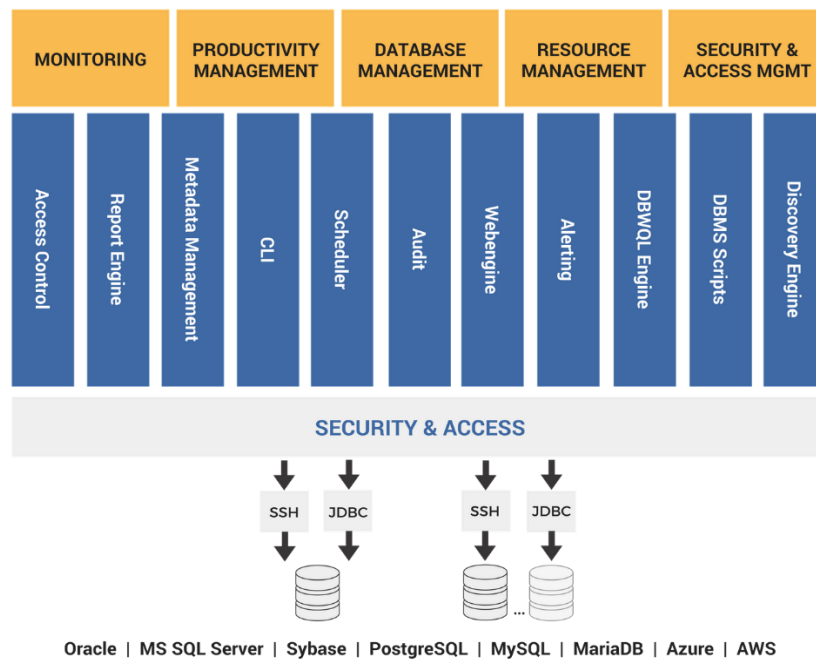 MONITORING
PRODUCTIVITY
MANAGEMENT
DATABASE
MANAGEMENT
RESOURCE
MANAGEMENT
SECURITY &
ACCESS MGMT
Access Control
Report Engine
Metadata Management
CLI
Scheduler
Audit
Webengine
Alerting
DBWQL Engine
DBMS Scripts
Discovery Engine
SECURITY & ACCESS
SSH
JDBC
SSH
JDBC
...
Oracle | MS SQL Server | Sybase | PostgreSQL | MySQL | MariaDB | Azure | AWS